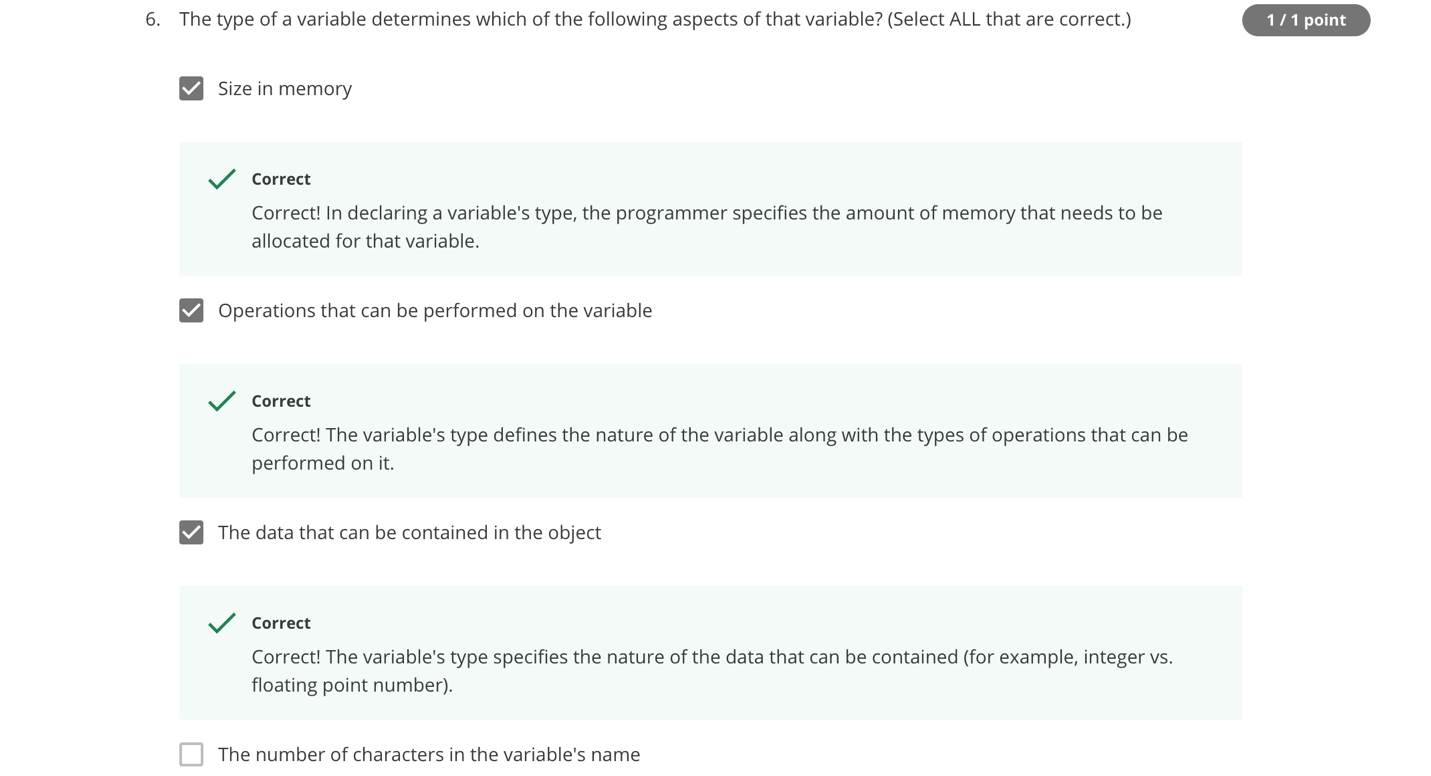 6. The type of a variable determines which of the following aspects of that variable? (Select ALL that are correct.)
1 / 1 point
Size in memory
Correct
Correct! In declaring a variable's type, the programmer specifies the amount of memory that needs to be
allocated for that variable.
Operations that can be performed on the variable
Correct
Correct! The variable's type defines the nature of the variable along with the types of operations that can be
performed on it.
The data that can be contained in the object
Correct
Correct! The variable's type specifies the nature of the data that can be contained (for example, integer vs.
floating point number).
The number of characters in the variable's name